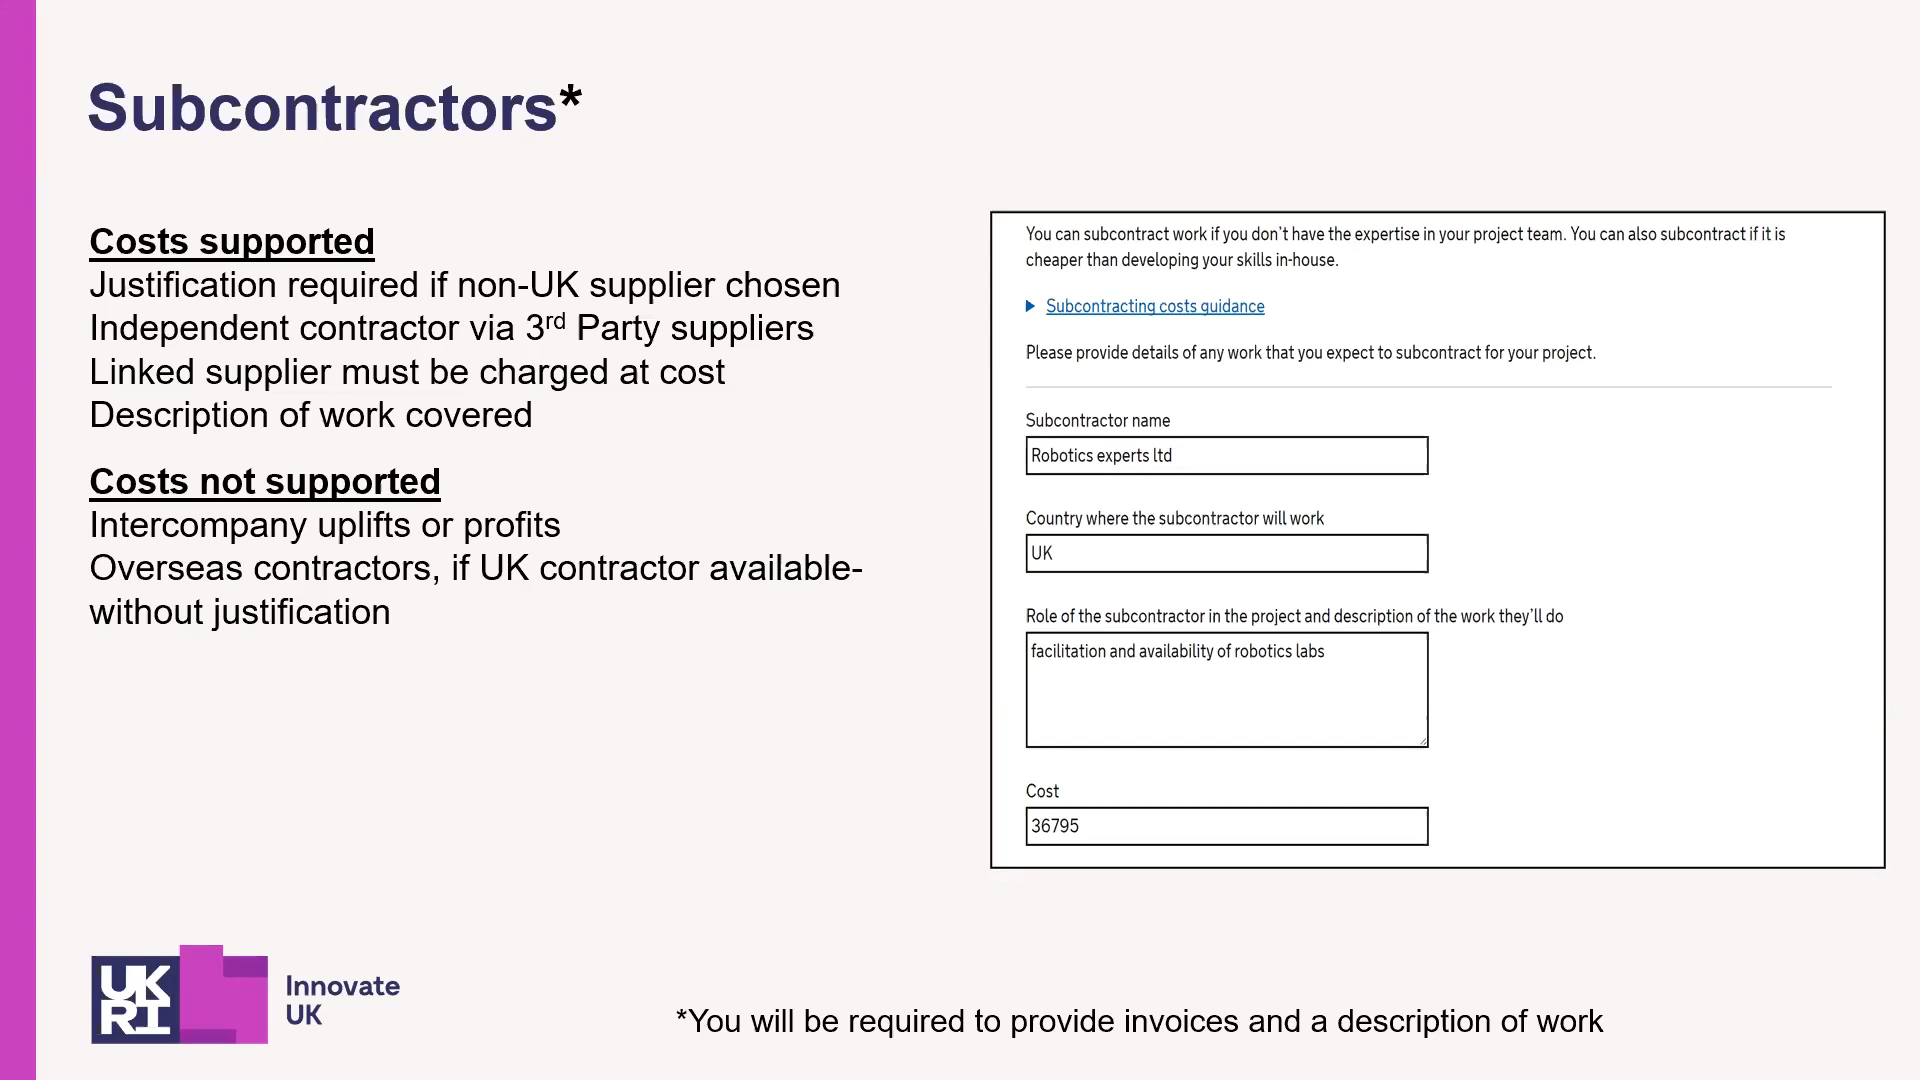 Subcontractors*
Costs supported
Justification required if non-UK supplier chosen
Independent contractor via 3rd Party suppliers
Linked supplier must be charged at cost
Description of work covered
Costs not supported
Intercompany uplifts or profits
Overseas contractors, if UK contractor available-
without justification
You can subcontract work if you don’t have the expertise in your project team. You can also subcontract if it is
cheaper than developing your skills in-house.
Subcontracting costs guidance
Please provide details of any work that you expect to subcontract for your project.
Subcontractor name
Robotics experts ltd
Country where the subcontractor will work
UK
Role of the subcontractor in the project and description of the work they’ll do
facilitation and availability of robotics labs
Cost
36795
UK
RI
Innovate
UK
*You will be required to provide invoices and a description of work